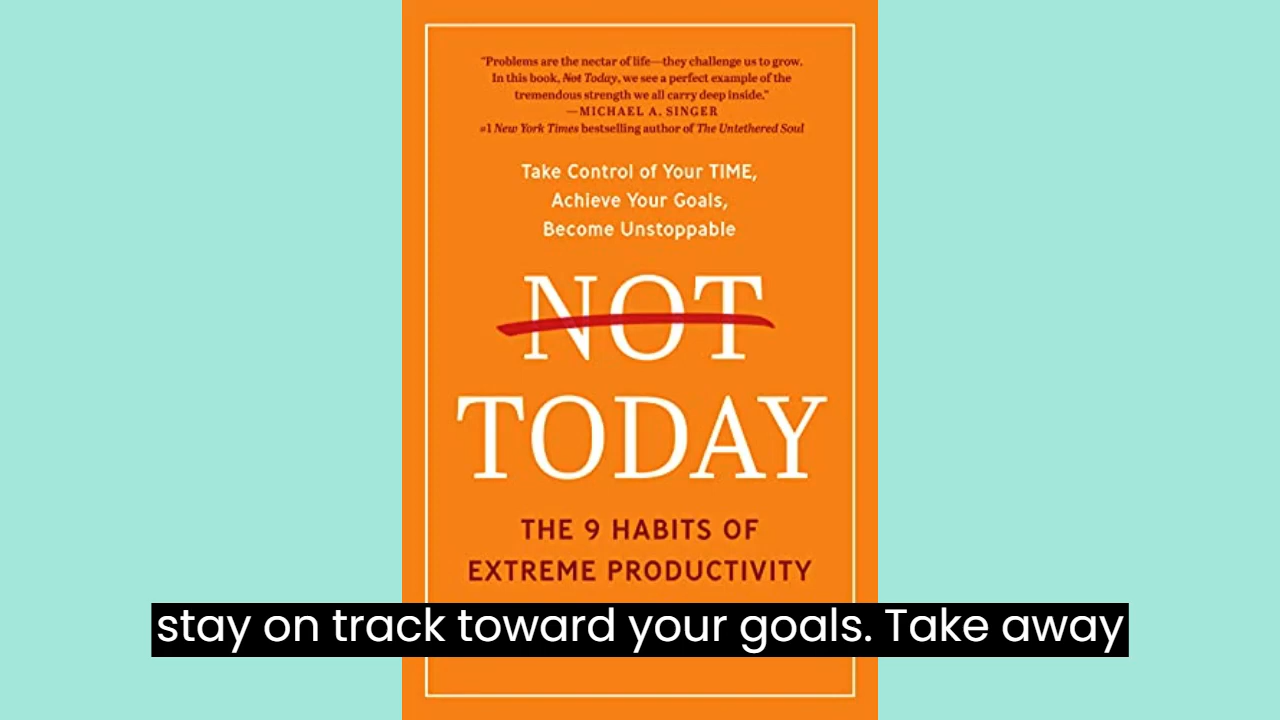 "Problems are the nectar of life—they challenge us to grow.
In this book, Not Today, we see a perfect example of the
tremendous strength we all carry deep inside."
—MICHAEL A. SINGER
#1 New York Times bestselling author of The Untethered Soul
Take Control of Your TIME,
Achieve Your Goals,
Become Unstoppable
NOT
TODAY
THE 9 HABITS OF
EXTREME PRODUCTIVITY
stay on track toward your goals. Take away